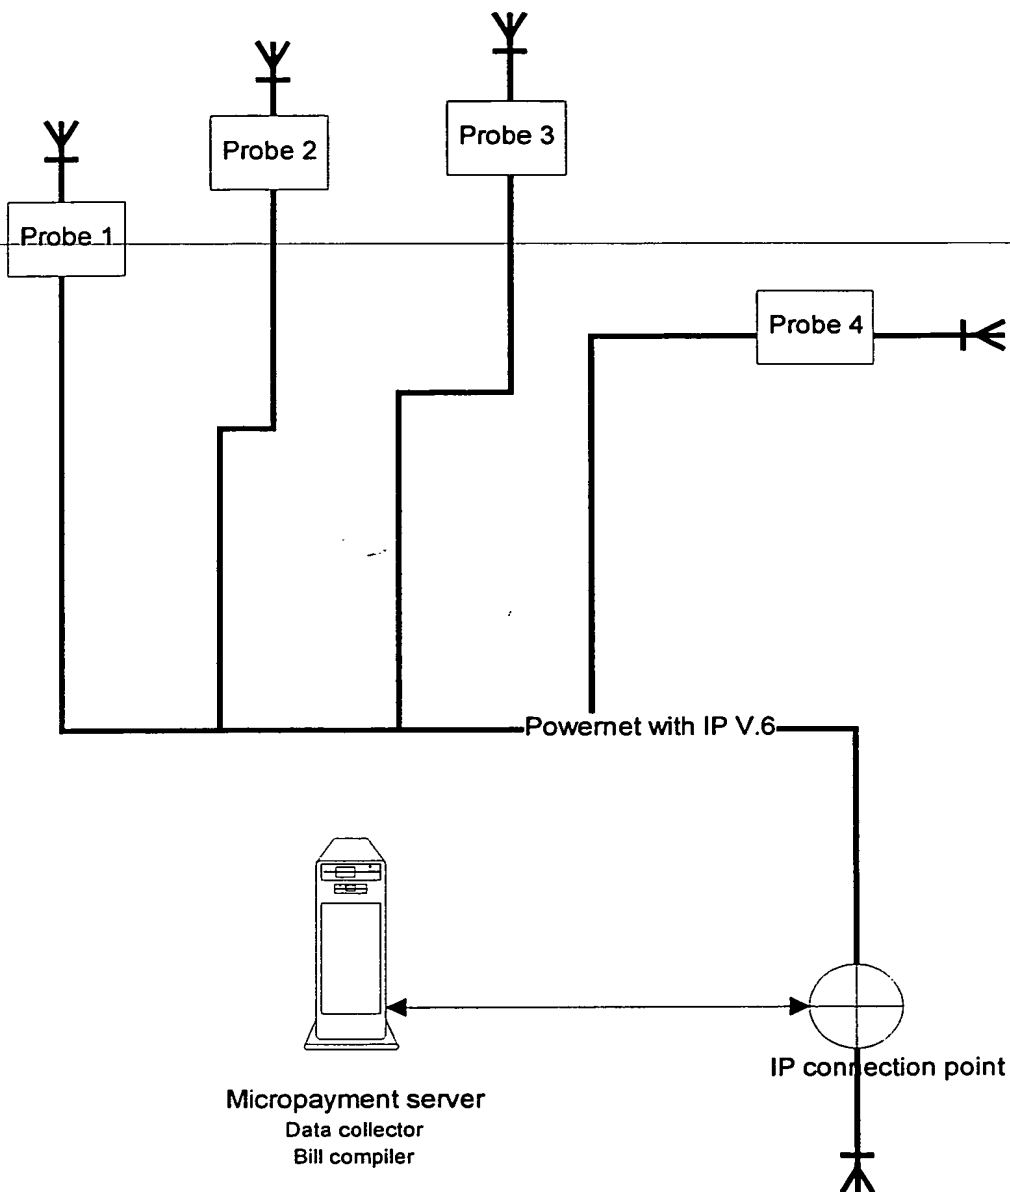 Probe 3
Probe 2
Probe 1
Probe 4
Powernet with IP V.6
IP connection point
Micropayment server
Data collector
Bill compiler